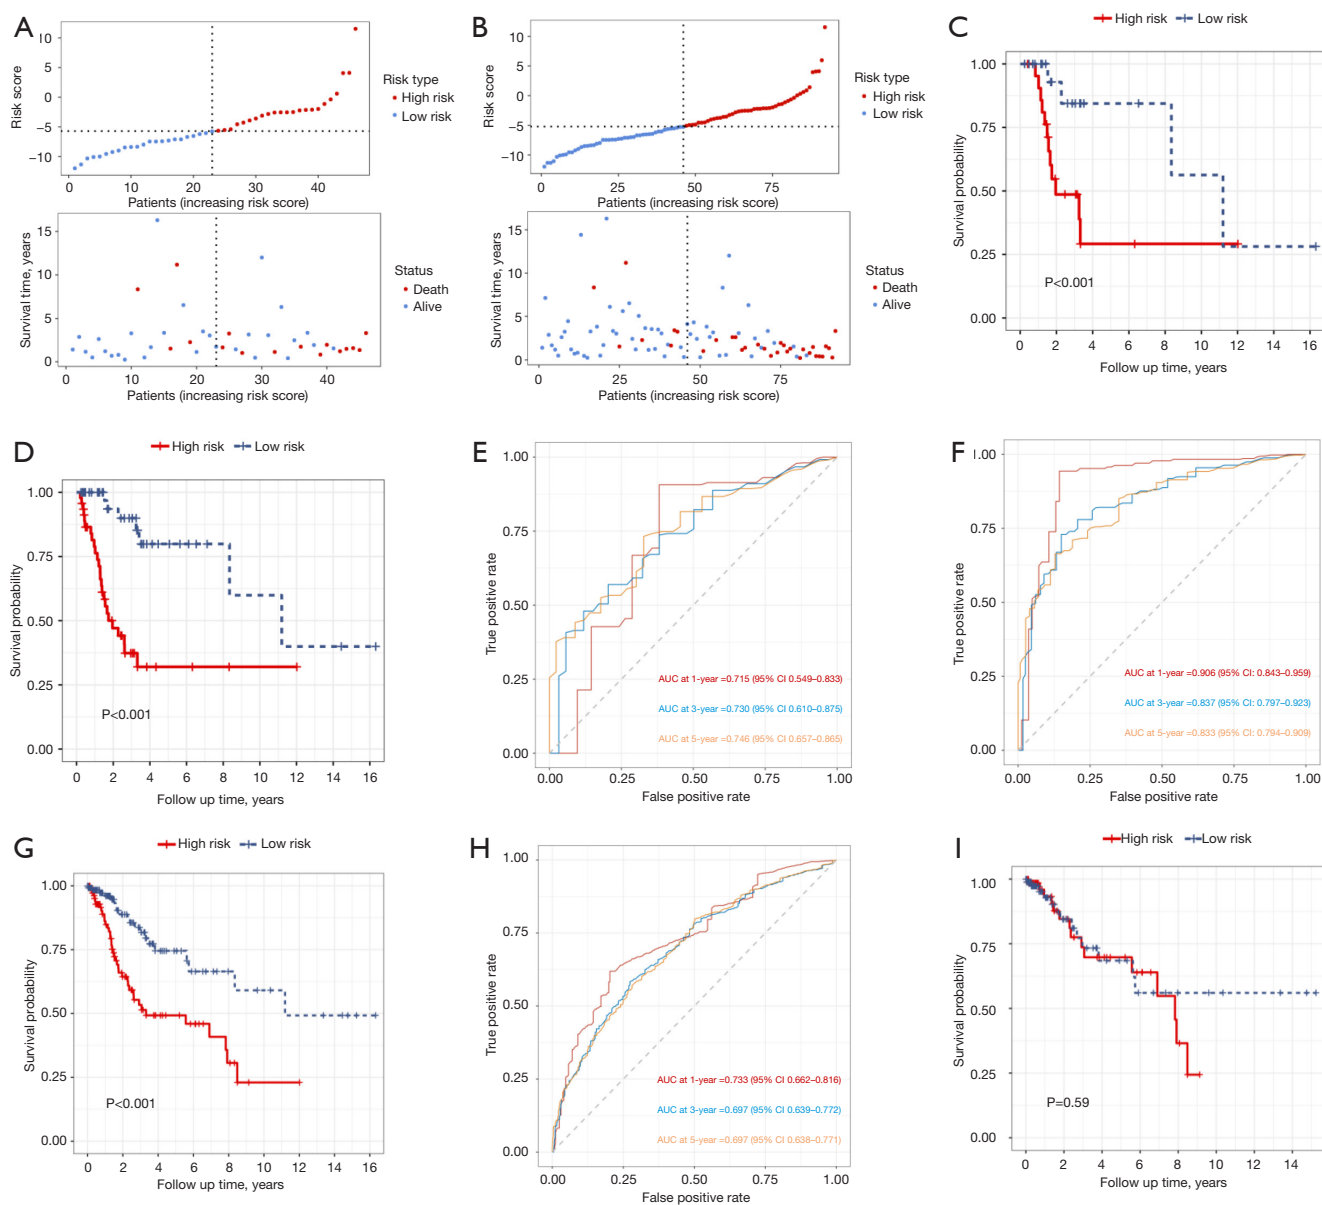 A
Risk score
10
5
0
−5
−10
0 10 20 30 40
Patients (increasing risk score)
Risk type
High risk
Low risk
Survival time, years
15
10
5
0
0 10 20 30 40
Patients (increasing risk score)
Status
Death
Alive
B
Risk score
10
5
0
−5
−10
0 25 50 75
Patients (increasing risk score)
Risk type
High risk
Low risk
Survival time, years
15
10
5
0
0 25 50 75
Patients (increasing risk score)
Status
Death
Alive
C
High risk Low risk
Survival probability
1.00
0.75
0.50
0.25
0.00
P<0.001
0 2 4 6 8 10 12 14 16
Follow up time, years
D
High risk Low risk
Survival probability
1.00
0.75
0.50
0.25
0.00
P<0.001
0 2 4 6 8 10 12 14 16
Follow up time, years
E
True positive rate
1.00
0.75
0.50
0.25
0.00
AUC at 1-year =0.715 (95% CI 0.549–0.833)
AUC at 3-year =0.730 (95% CI 0.610–0.875)
AUC at 5-year =0.746 (95% CI 0.657–0.865)
0.00 0.25 0.50 0.75 1.00
False positive rate
F
True positive rate
1.00
0.75
0.50
0.25
0.00
AUC at 1-year =0.906 (95% CI: 0.843–0.959)
AUC at 3-year =0.837 (95% CI: 0.797–0.923)
AUC at 5-year =0.833 (95% CI: 0.794–0.909)
0.00 0.25 0.50 0.75 1.00
False positive rate
G
High risk Low risk
Survival probability
1.00
0.75
0.50
0.25
0.00
P<0.001
0 2 4 6 8 10 12 14 16
Follow up time, years
H
True positive rate
1.00
0.75
0.50
0.25
0.00
AUC at 1-year =0.733 (95% CI 0.662–0.816)
AUC at 3-year =0.697 (95% CI 0.639–0.772)
AUC at 5-year =0.697 (95% CI 0.638–0.771)
0.00 0.25 0.50 0.75 1.00
False positive rate
I
High risk Low risk
Survival probability
1.00
0.75
0.50
0.25
0.00
P=0.59
0 2 4 6 8 10 12 14
Follow up time, years